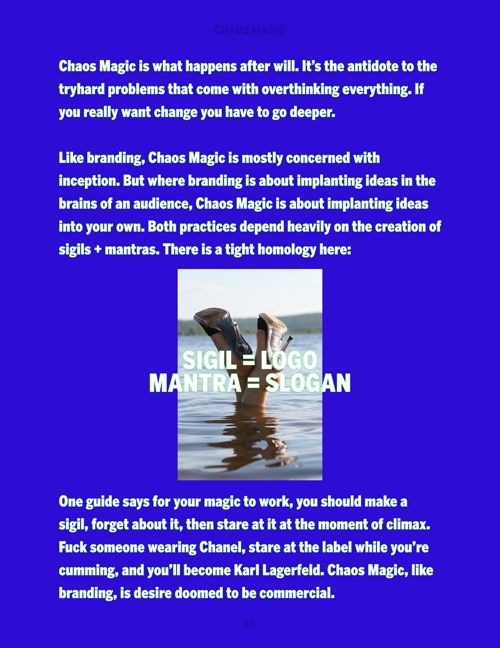 CHAOS MAGIC
Chaos Magic is what happens after will. It's the antidote to the
tryhard problems that come with overthinking everything. If
you really want change you have to go deeper.
Like branding, Chaos Magic is mostly concerned with
inception. But where branding is about implanting ideas in the
brains of an audience, Chaos Magic is about implanting ideas
into your own. Both practices depend heavily on the creation of
sigils + mantras. There is a tight homology here:
SIGIL = LOGO
MANTRA = SLOGAN
One guide says for your magic to work, you should make a
sigil, forget about it, then stare at it at the moment of climax.
Fuck someone wearing Chanel, stare at the label while you're
cumming, and you'll become Karl Lagerfeld. Chaos Magic, like
branding, is desire doomed to be commercial.
10